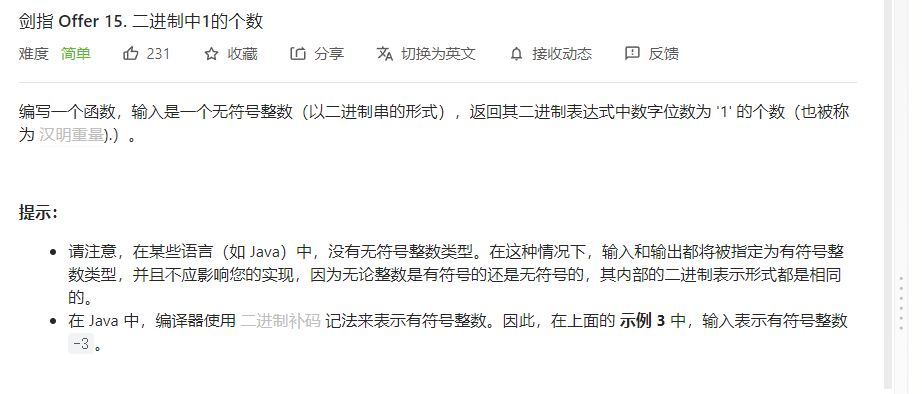 剑指 Offer 15. 二进制中1的个数
难度 简单 231 收藏 分享 切换为英文 接收动态 反馈
编写一个函数，输入是一个无符号整数（以二进制串的形式），返回其二进制表达式中数字位数为 '1' 的个数（也被称
为 汉明重量).）。
提示：
请注意，在某些语言（如 Java）中，没有无符号整数类型。在这种情况下，输入和输出都将被指定为有符号整
数类型，并且不应影响您的实现，因为无论整数是有符号的还是无符号的，其内部的二进制表示形式都是相同
的。
在 Java 中，编译器使用 二进制补码 记法来表示有符号整数。因此，在上面的 示例 3 中，输入表示有符号整数
-3。